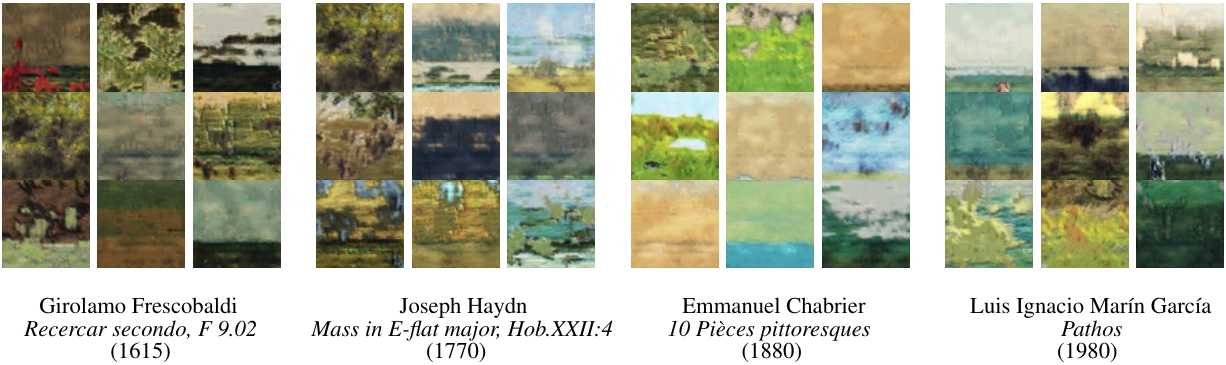 Girolamo Frescobaldi
Recercar secondo, F 9.02
(1615)
Joseph Haydn
Mass in E-flat major, Hob.XXII:4
(1770)
Emmanuel Chabrier
10 Pièces pittoresques
(1880)
Luis Ignacio Marín García
Pathos
(1980)